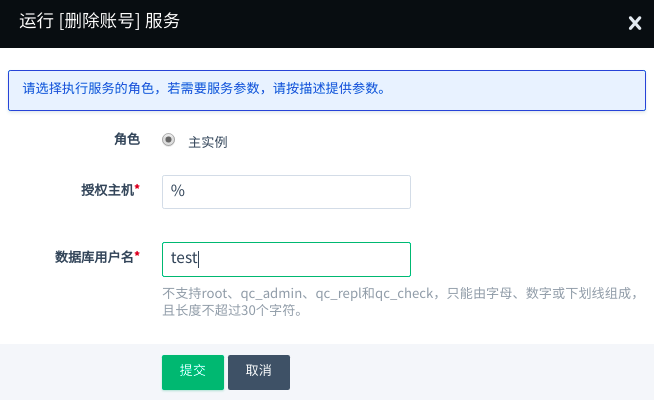 运行 [删除账号] 服务
请选择执行服务的角色，若需要服务参数，请按描述提供参数。
角色 主实例
授权主机* %
数据库用户名* test
不支持root、qc_admin、qc_repl和qc_check，只能由字母、数字或下划线组成，
且长度不超过30个字符。
提交 取消